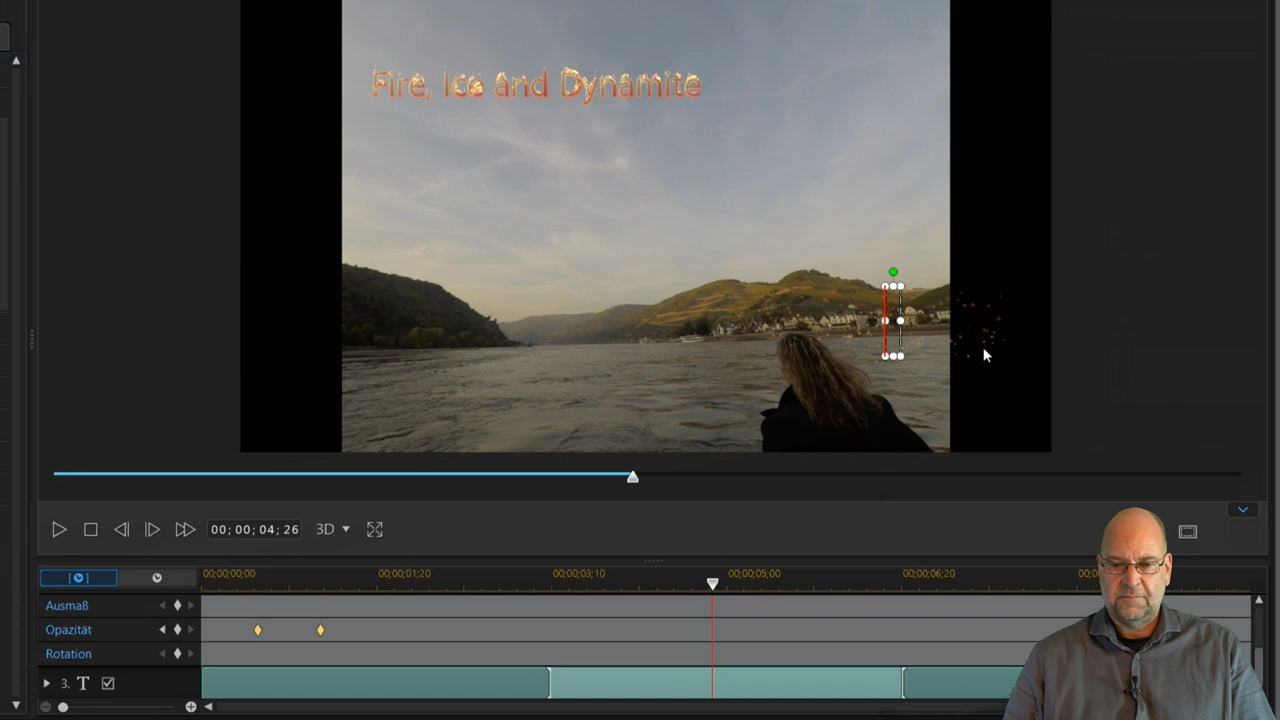 Fire, Ice and Dynamite
00;00;04;26 3D
00;00;00;00 00;00;01;20 00;00;03;10 00;00;05;00 00;00;06;20 00;
Ausmaß
Opazität
Rotation
3. T